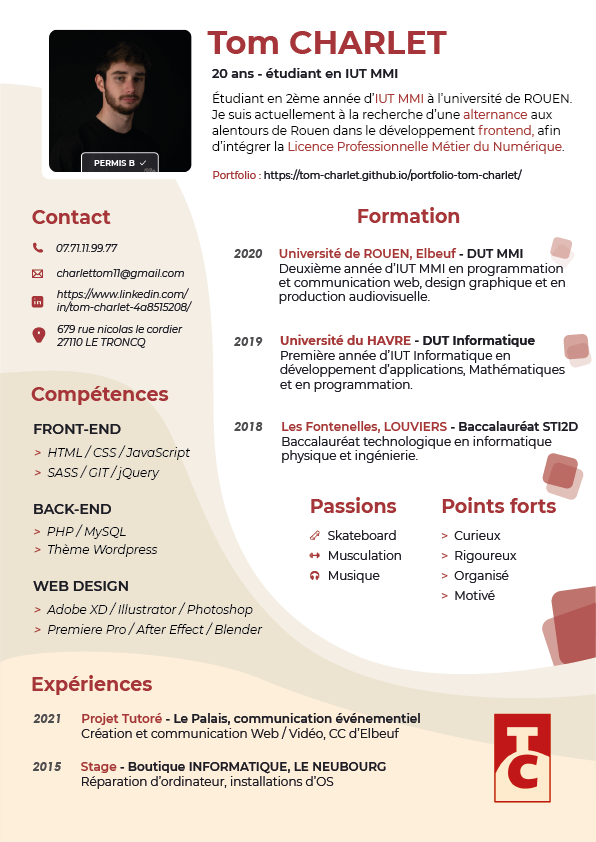 Tom CHARLET
20 ans - étudiant en IUT MMI
Étudiant en 2ème année d'IUT MMI à l'université de ROUEN.
Je suis actuellement à la recherche d'une alternance aux
alentours de Rouen dans le développement frontend, afin
d'intégrer la Licence Professionnelle Métier du Numérique.
Portfolio : https://tom-charlet.github.io/portfolio-tom-charlet/
PERMIS B
Contact
07.71.11.99.77
charlettom11@gmail.com
https://www.linkedin.com/
in/tom-charlet-4a8515208/
679 rue nicolas le cordier
27110 LE TRONCQ
Compétences
FRONT-END
> HTML / CSS / JavaScript
> SASS / GIT / jQuery
BACK-END
> PHP / MySQL
> Thème Wordpress
WEB DESIGN
> Adobe XD / Illustrator / Photoshop
> Premiere Pro / After Effect / Blender
Formation
2020 Université de ROUEN, Elbeuf - DUT MMI
Deuxième année d'IUT MMI en programmation
et communication web, design graphique et en
production audiovisuelle.
2019 Université du HAVRE - DUT Informatique
Première année d'IUT Informatique en
développement d'applications, Mathématiques
et en programmation.
2018 Les Fontenelles, LOUVIERS - Baccalauréat STI2D
Baccalauréat technologique en informatique
physique et ingénierie.
Passions
Skateboard
Musculation
Musique
Points forts
> Curieux
> Rigoureux
> Organisé
> Motivé
Expériences
2021 Projet Tutoré - Le Palais, communication événementiel
Création et communication Web / Vidéo, CC d'Elbeuf
2015 Stage - Boutique INFORMATIQUE, LE NEUBOURG
Réparation d'ordinateur, installations d'OS
T
C